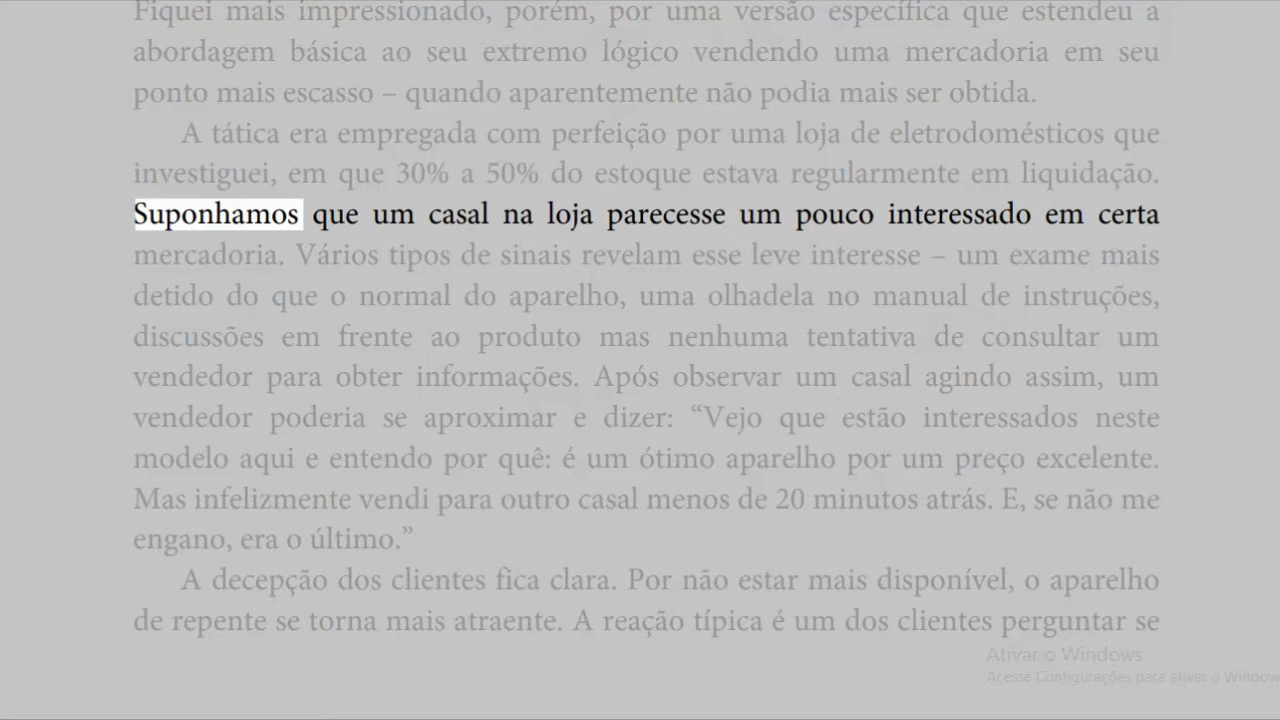 Fiquei mais impressionado, porém, por uma versão específica que estendeu a
abordagem básica ao seu extremo lógico vendendo uma mercadoria em seu
ponto mais escasso – quando aparentemente não podia mais ser obtida.
A tática era empregada com perfeição por uma loja de eletrodomésticos que
investiguei, em que 30% a 50% do estoque estava regularmente em liquidação.
Suponhamos que um casal na loja parecesse um pouco interessado em certa
mercadoria. Vários tipos de sinais revelam esse leve interesse – um exame mais
detido do que o normal do aparelho, uma olhadela no manual de instruções,
discussões em frente ao produto mas nenhuma tentativa de consultar um
vendedor para obter informações. Após observar um casal agindo assim, um
vendedor poderia se aproximar e dizer: “Vejo que estão interessados neste
modelo aqui e entendo por quê: é um ótimo aparelho por um preço excelente.
Mas infelizmente vendi para outro casal menos de 20 minutos atrás. E, se não me
engano, era o último.”
A decepção dos clientes fica clara. Por não estar mais disponível, o aparelho
de repente se torna mais atraente. A reação típica é um dos clientes perguntar se
Ativar o Windows
Acesse Configurações para ativar o Window